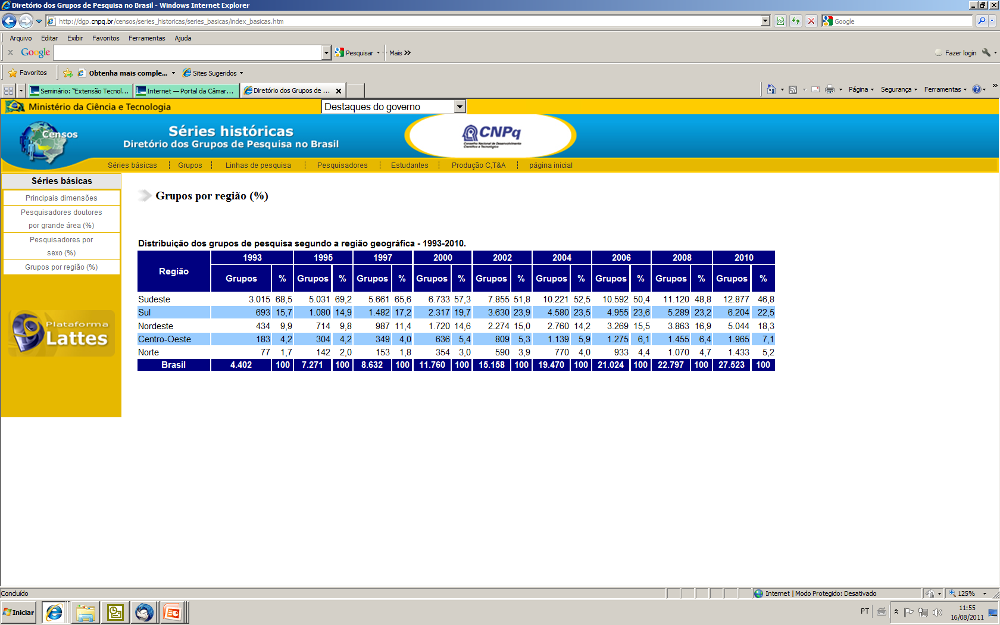 Diretório dos Grupos de Pesquisa no Brasil - Windows Internet Explorer
http://dgp.cnpq.br/censos/series_historicas/series_basicas/index_basicas.htm
Google
Arquivo Editar Exibir Favoritos Ferramentas Ajuda
x Google Pesquisar Mais >> Fazer login
Favoritos Obtenha mais comple... Sites Sugeridos
Seminário: "Extensão Tecnol... Internet — Portal da Câmar... Diretório dos Grupos de ... Página Segurança Ferramentas
Ministério da Ciência e Tecnologia Destaques do governo
Censos
Séries históricas
Diretório dos Grupos de Pesquisa no Brasil
CNPq
Conselho Nacional de Desenvolvimento
Científico e Tecnológico
Séries básicas Grupos Linhas de pesquisa Pesquisadores Estudantes Produção C,T&A página inicial
Séries básicas
Principais dimensões
Pesquisadores doutores
por grande área (%)
Pesquisadores por
sexo (%)
Grupos por região (%)
Plataforma
Lattes
Grupos por região (%)
Distribuição dos grupos de pesquisa segundo a região geográfica - 1993-2010.
Região 1993 1995 1997 2000 2002 2004 2006 2008 2010
Grupos % Grupos % Grupos % Grupos % Grupos % Grupos % Grupos % Grupos % Grupos %
Sudeste 3.015 68,5 5.031 69,2 5.661 65,6 6.733 57,3 7.855 51,8 10.221 52,5 10.592 50,4 11.120 48,8 12.877 46,8
Sul 693 15,7 1.080 14,9 1.482 17,2 2.317 19,7 3.630 23,9 4.580 23,5 4.955 23,6 5.289 23,2 6.204 22,5
Nordeste 434 9,9 714 9,8 987 11,4 1.720 14,6 2.274 15,0 2.760 14,2 3.269 15,5 3.863 16,9 5.044 18,3
Centro-Oeste 183 4,2 304 4,2 349 4,0 636 5,4 809 5,3 1.139 5,9 1.275 6,1 1.455 6,4 1.965 7,1
Norte 77 1,7 142 2,0 153 1,8 354 3,0 590 3,9 770 4,0 933 4,4 1.070 4,7 1.433 5,2
Brasil 4.402 100 7.271 100 8.632 100 11.760 100 15.158 100 19.470 100 21.024 100 22.797 100 27.523 100
Concluído Internet | Modo Protegido: Desativado 125%
Iniciar PT 11:55
16/08/2011